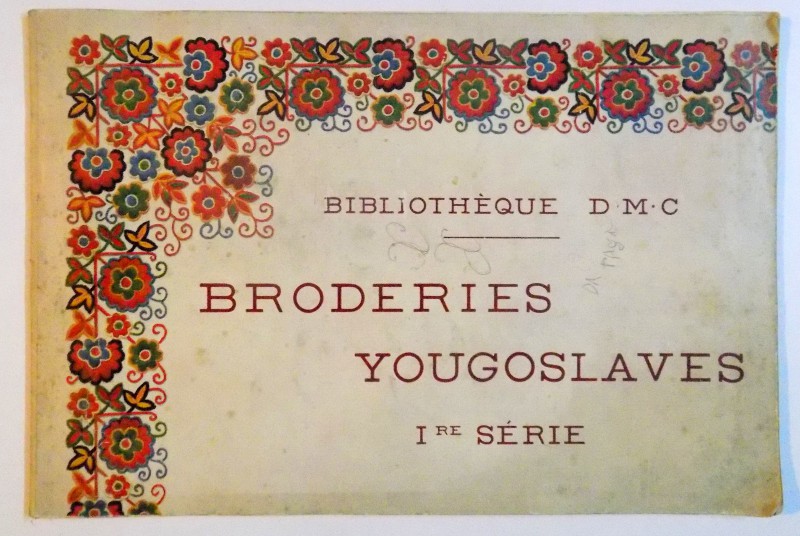 BIBLIOTHÈQUE D·M·C
BRODERIES
YOUGOSLAVES
IRE SÉRIE